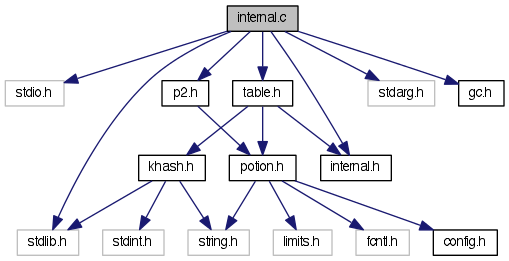 internal.c
stdio.h
p2.h
table.h
stdarg.h
gc.h
khash.h
potion.h
internal.h
stdlib.h
stdint.h
string.h
limits.h
fcntl.h
config.h